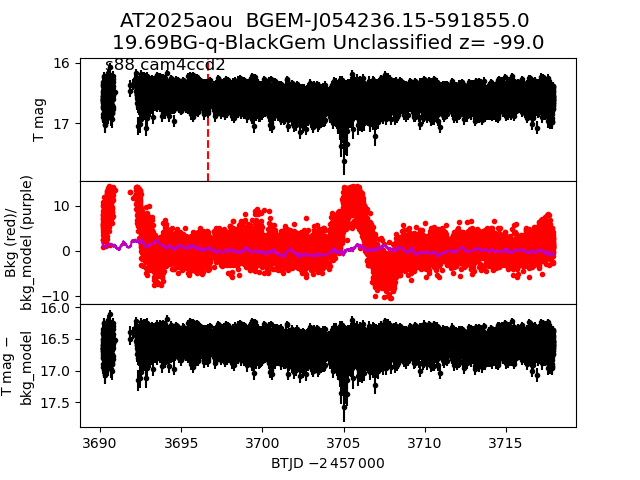 AT2025aou  BGEM-J054236.15-591855.0
19.69BG-q-BlackGem Unclassified z= -99.0
s88 cam4ccd2
16
17
T mag
10
0
−10
Bkg (red)/
bkg_model (purple)
16.0
16.5
17.0
17.5
T mag −
bkg_model
3690 3695 3700 3705 3710 3715
BTJD −2 457 000